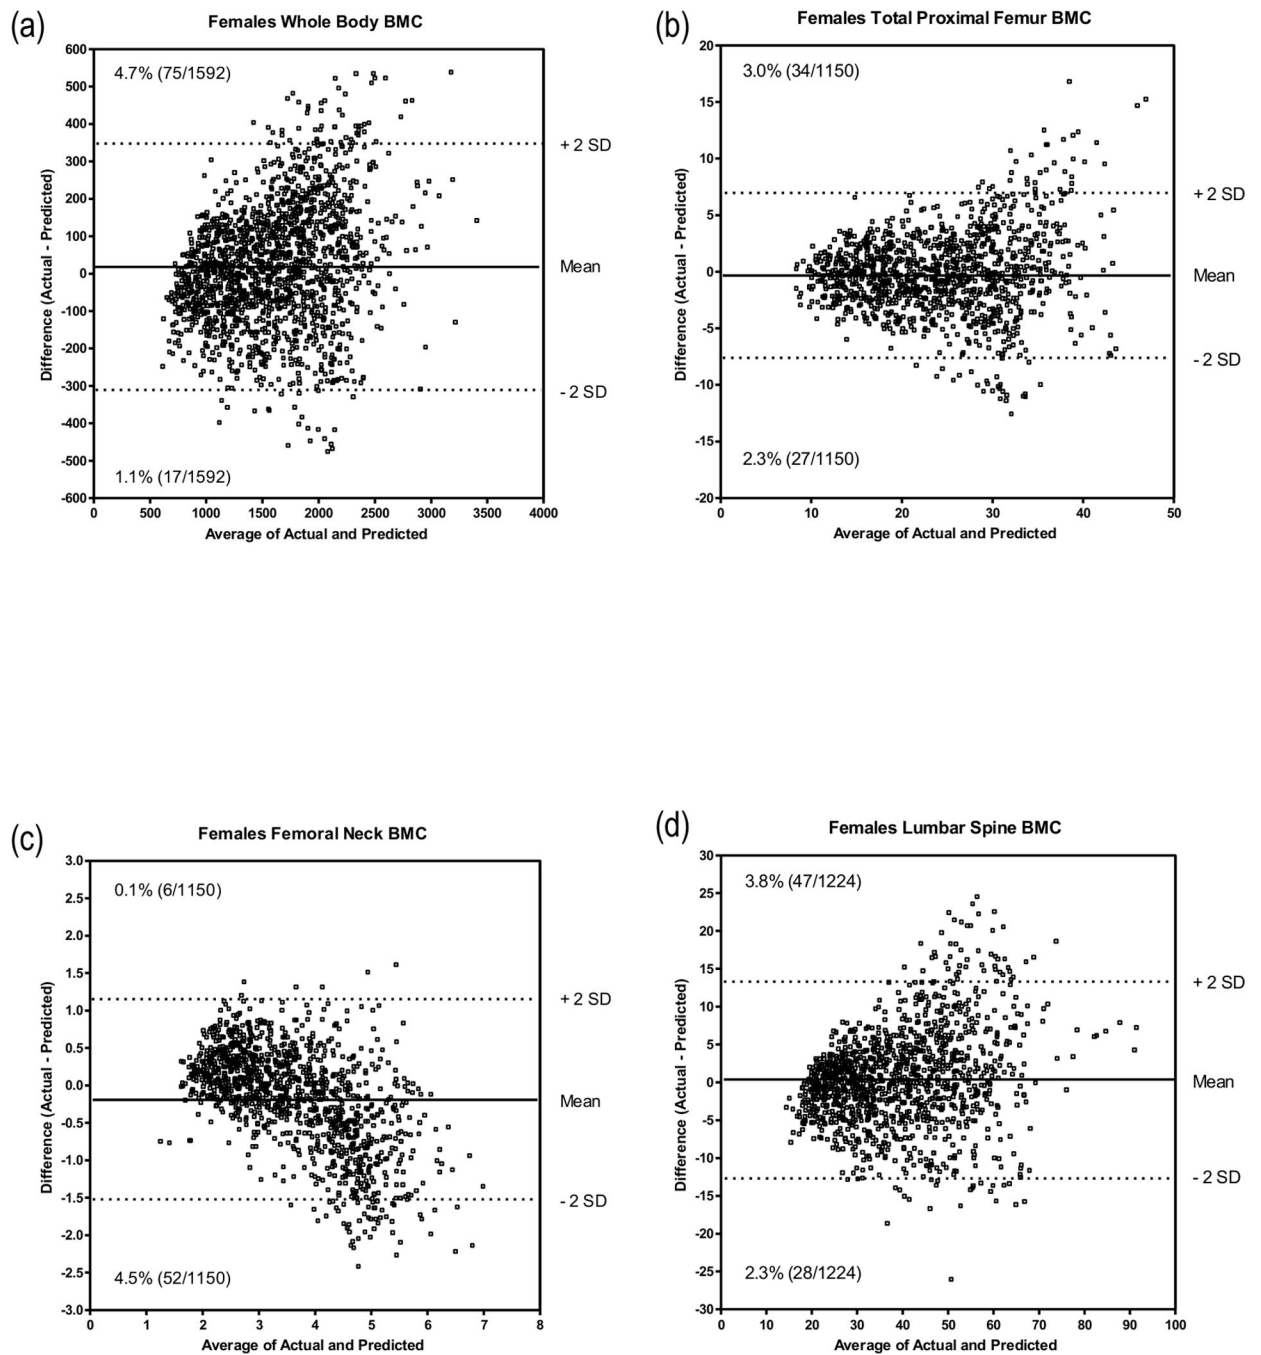 (a)
Females Whole Body BMC
600
500
400
300
200
100
0
-100
-200
-300
-400
-500
-600
4.7% (75/1592)
+ 2 SD
Mean
- 2 SD
1.1% (17/1592)
0 500 1000 1500 2000 2500 3000 3500 4000
Average of Actual and Predicted
Difference (Actual - Predicted)
(b)
Females Total Proximal Femur BMC
20
15
10
5
0
-5
-10
-15
-20
3.0% (34/1150)
+ 2 SD
Mean
- 2 SD
2.3% (27/1150)
0 10 20 30 40 50
Average of Actual and Predicted
Difference (Actual - Predicted)
(c)
Females Femoral Neck BMC
3.0
2.5
2.0
1.5
1.0
0.5
0.0
-0.5
-1.0
-1.5
-2.0
-2.5
-3.0
0.1% (6/1150)
+ 2 SD
Mean
- 2 SD
4.5% (52/1150)
0 1 2 3 4 5 6 7 8
Average of Actual and Predicted
Difference (Actual - Predicted)
(d)
Females Lumbar Spine BMC
30
25
20
15
10
5
0
-5
-10
-15
-20
-25
-30
3.8% (47/1224)
+ 2 SD
Mean
- 2 SD
2.3% (28/1224)
0 10 20 30 40 50 60 70 80 90 100
Average of Actual and Predicted
Difference (Actual - Predicted)